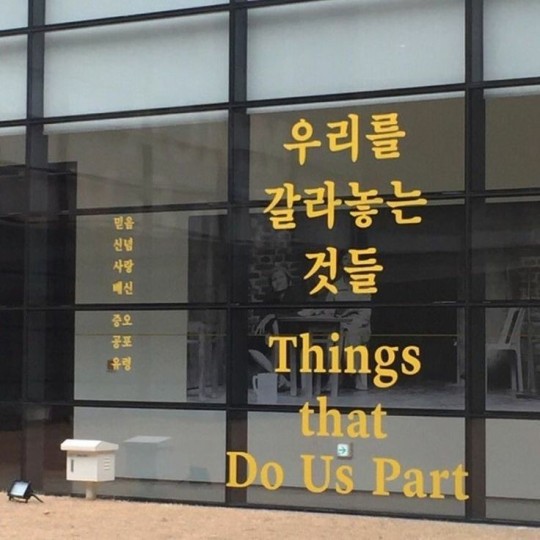 우리를
갈라놓는
것들
Things
that
Do Us Part
믿음
신념
사랑
배신
증오
공포
유령